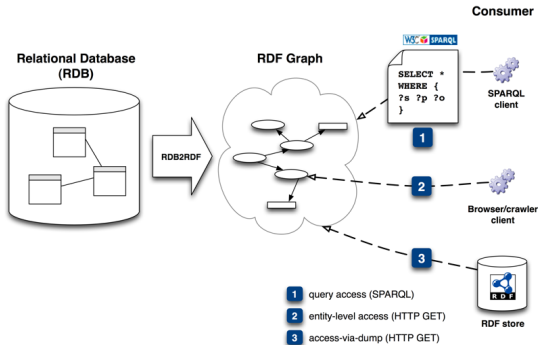 Consumer
Relational Database
(RDB)
RDF Graph
W3C SPARQL
SELECT *
WHERE {
?s ?p ?o
}
SPARQL
client
1
RDB2RDF
2
Browser/crawler
client
3
RDF
RDF store
1 query access (SPARQL)
2 entity-level access (HTTP GET)
3 access-via-dump (HTTP GET)